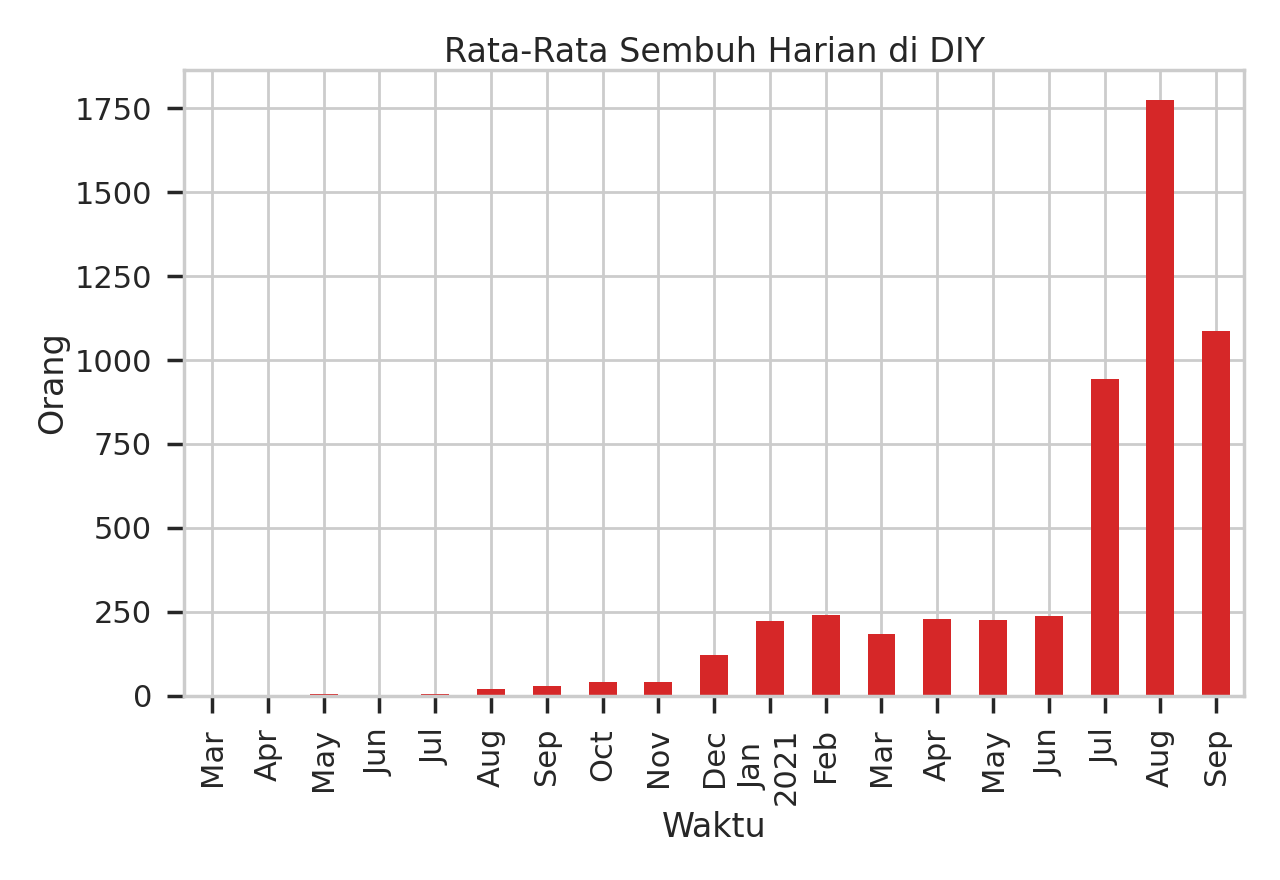 Rata-Rata Sembuh Harian di DIY
Orang
1750
1500
1250
1000
750
500
250
0
Mar
Apr
May
Jun
Jul
Aug
Sep
Oct
Nov
Dec
Jan
2021
Feb
Mar
Apr
May
Jun
Jul
Aug
Sep
Waktu